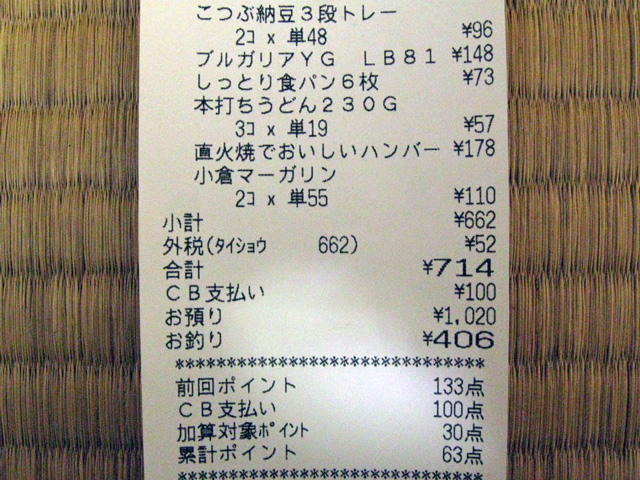 こつぶ納豆３段トレー
2コ x 単48 ¥96
ブルガリアＹＧ　ＬＢ８１ ¥148
しっとり食パン６枚 ¥73
本打ちうどん２３０Ｇ
3コ x 単19 ¥57
直火焼でおいしいハンバー ¥178
小倉マーガリン
2コ x 単55 ¥110
小計 ¥662
外税(タイショウ 662) ¥52
合計 ¥714
ＣＢ支払い ¥100
お預り ¥1,020
お釣り ¥406
**********************************
前回ポイント 133点
ＣＢ支払い 100点
加算対象ポイント 30点
累計ポイント 63点
**********************************